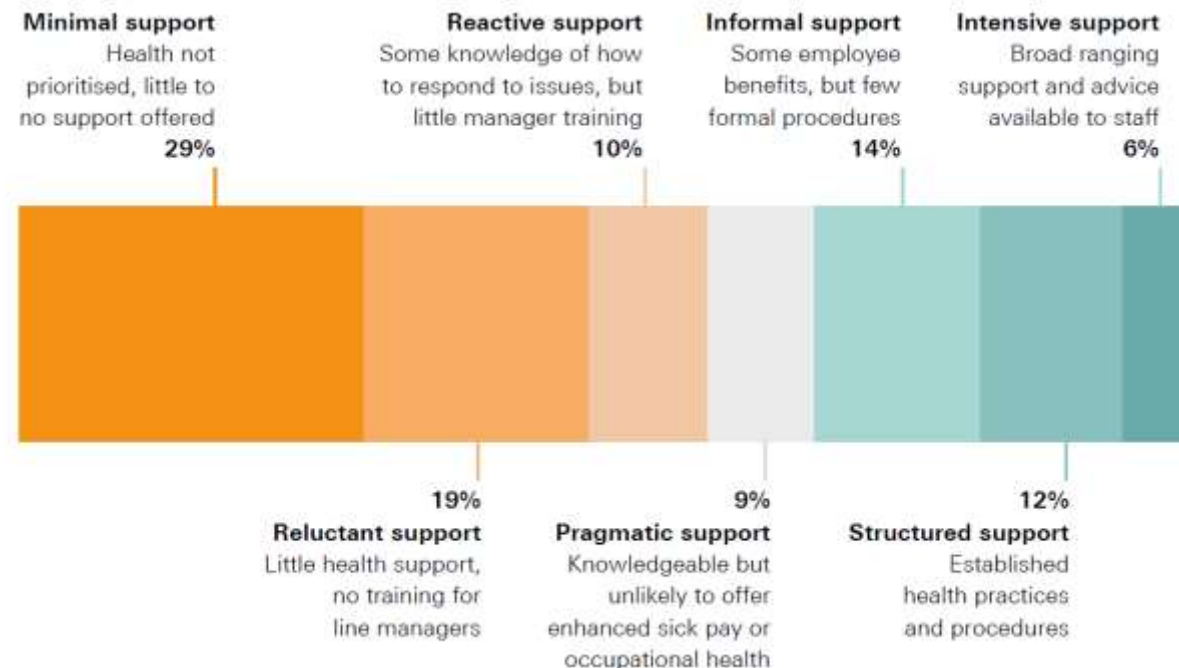 Minimal support
Health not
prioritised, little to
no support offered
29%
Reactive support
Some knowledge of how
to respond to issues, but
little manager training
10%
Informal support
Some employee
benefits, but few
formal procedures
14%
Intensive support
Broad ranging
support and advice
available to staff
6%
19%
Reluctant support
Little health support,
no training for
line managers
9%
Pragmatic support
Knowledgeable but
unlikely to offer
enhanced sick pay or
occupational health
12%
Structured support
Established
health practices
and procedures